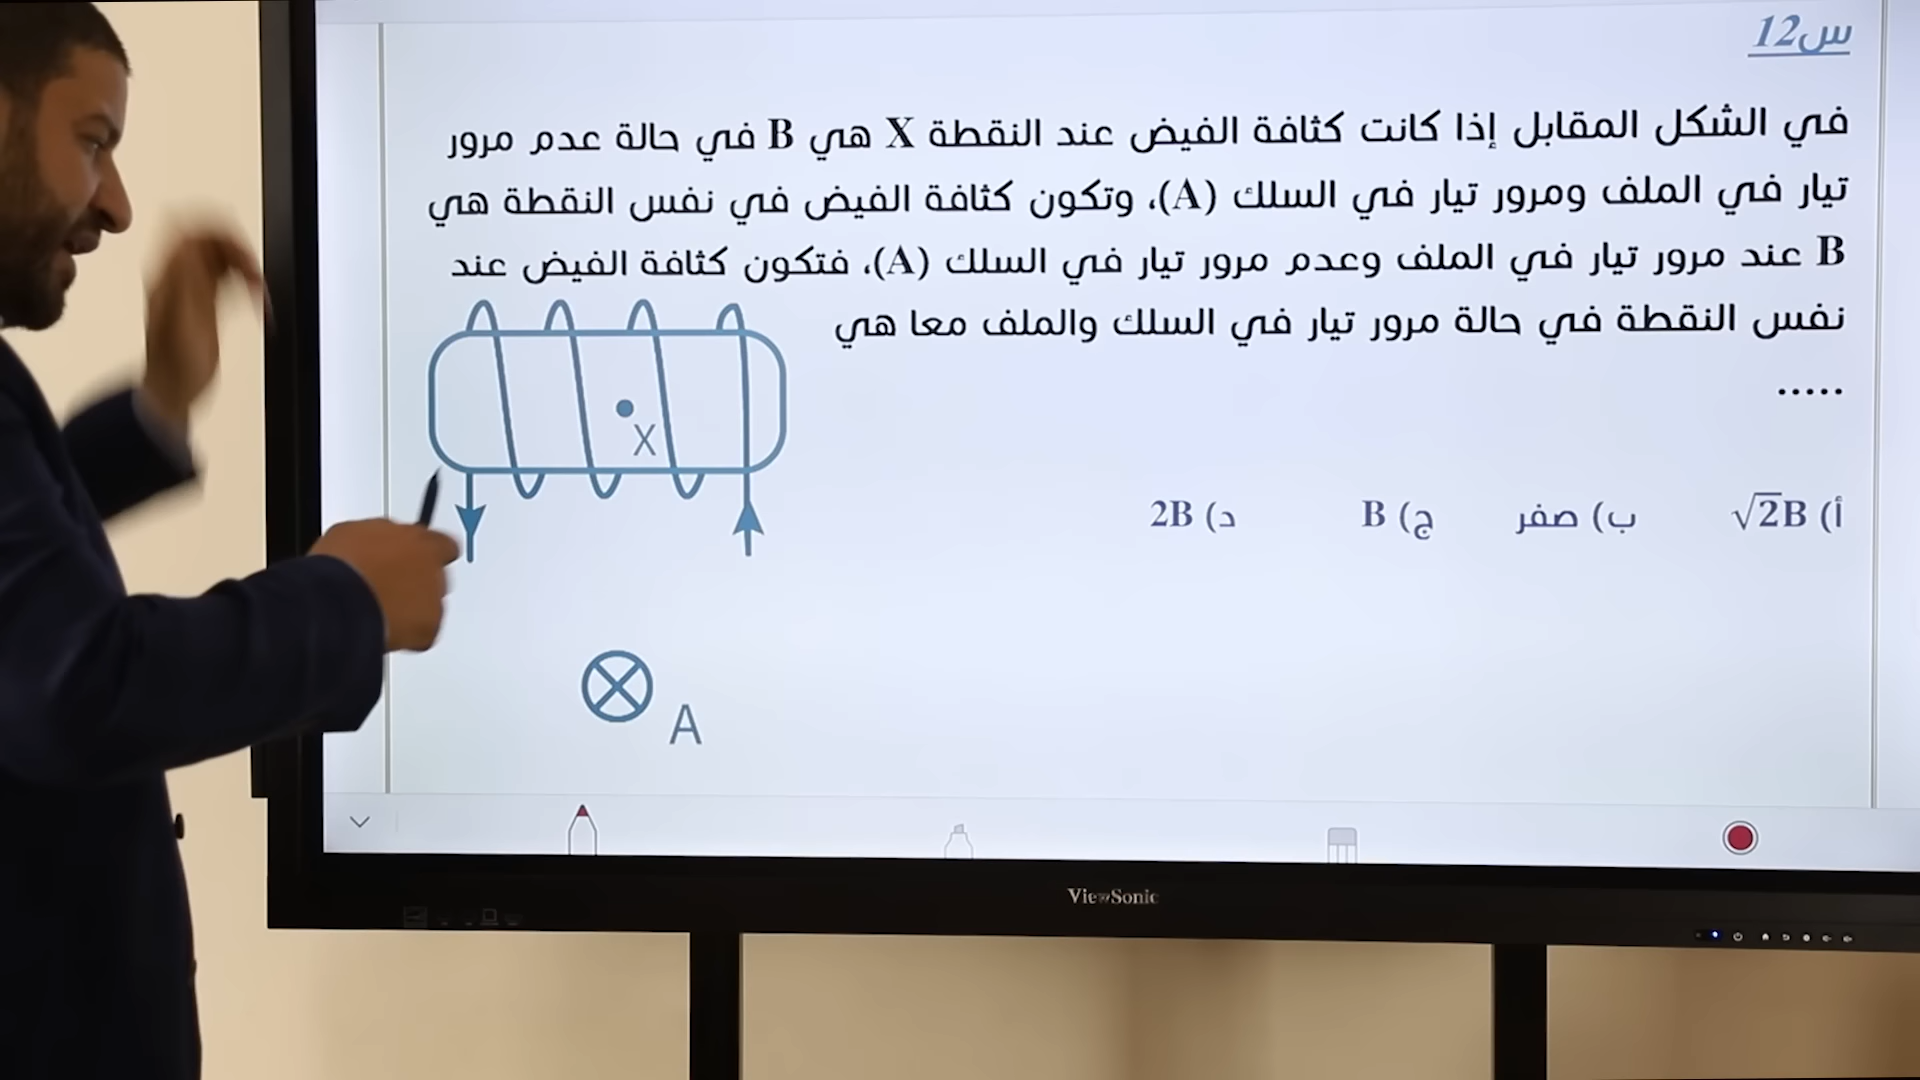 س12
في الشكل المقابل إذا كانت كثافة الفيض عند النقطة X هي B في حالة عدم مرور
تيار في الملف ومرور تيار في السلك (A)، وتكون كثافة الفيض في نفس النقطة هي
B عند مرور تيار في الملف وعدم مرور تيار في السلك (A)، فتكون كثافة الفيض عند
نفس النقطة في حالة مرور تيار في السلك والملف معا هي
.....
أ) √2B ب) صفر ج) B د) 2B
X
A
ViewSonic